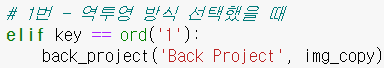 # 1번 - 역투영 방식 선택했을 때
elif key == ord('1'):
    back_project('Back Project', img_copy)